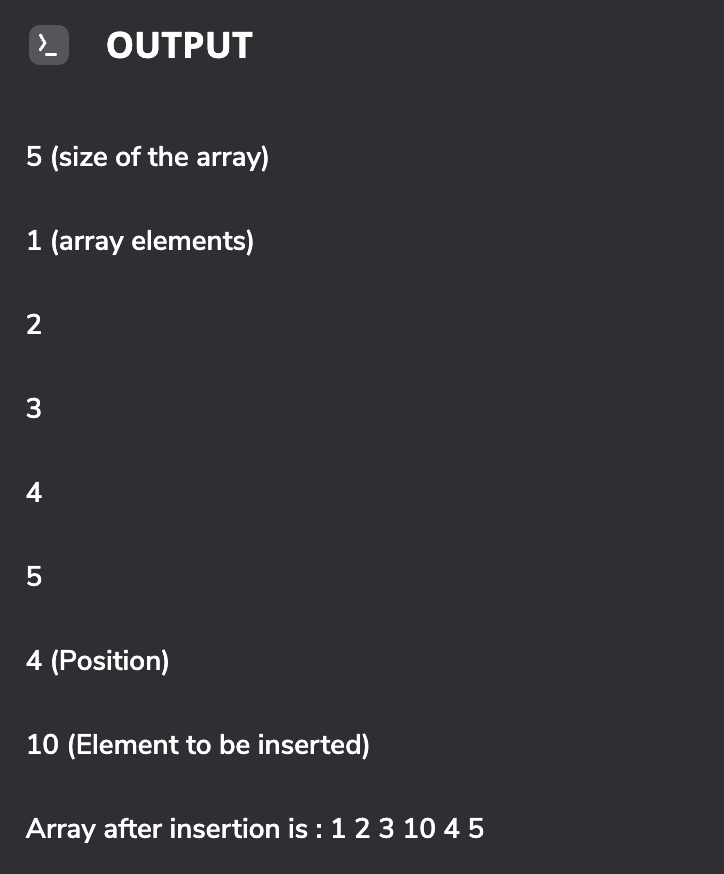 OUTPUT
5 (size of the array)
1 (array elements)
2
3
4
5
4 (Position)
10 (Element to be inserted)
Array after insertion is : 1 2 3 10 4 5